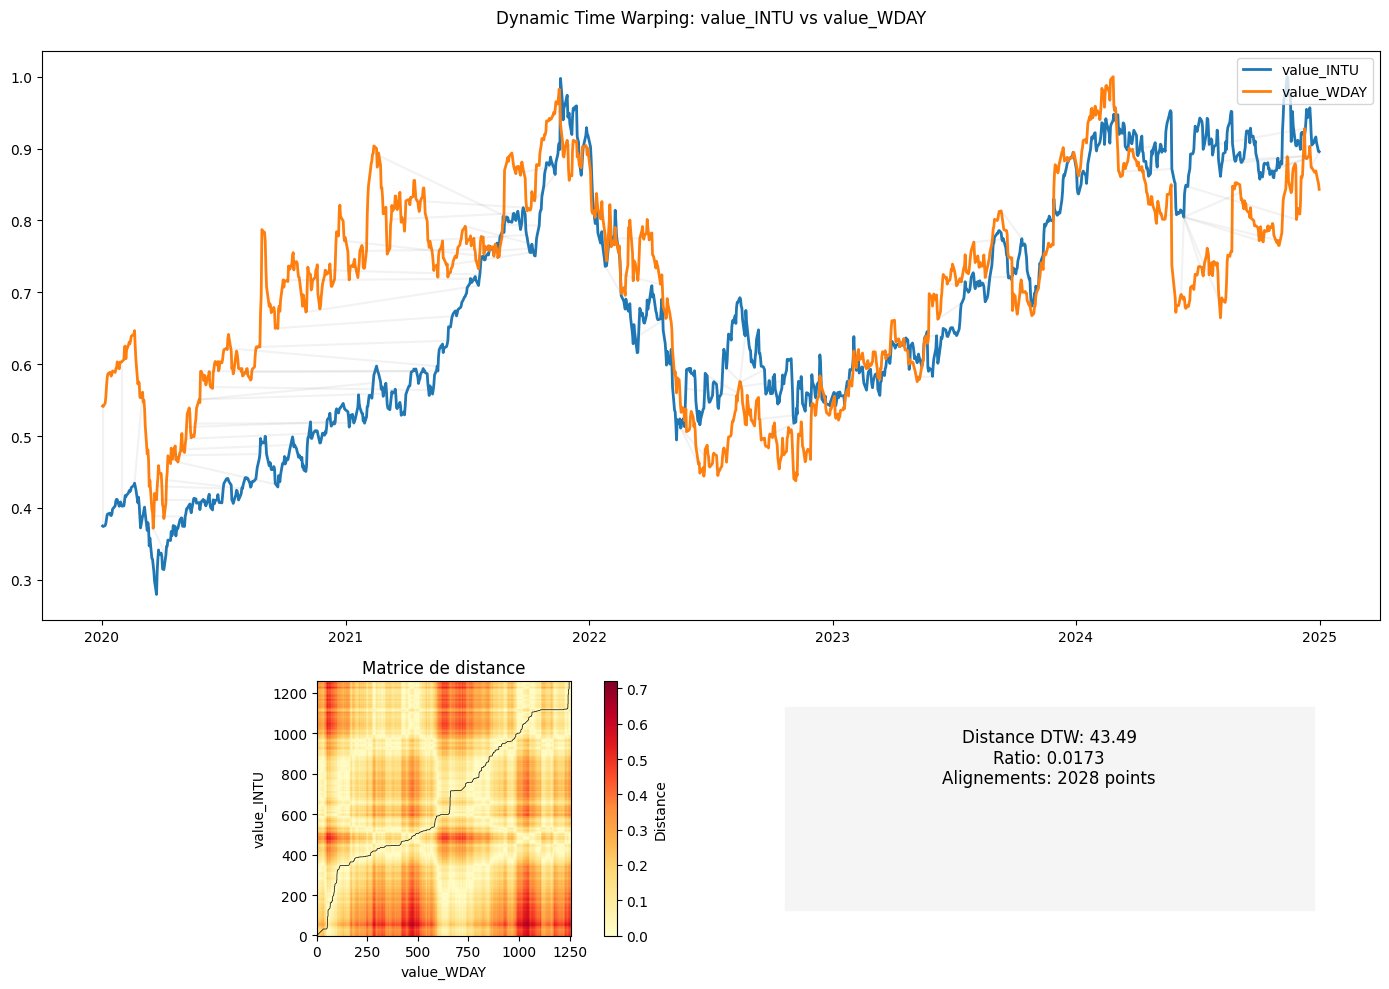 Dynamic Time Warping: value_INTU vs value_WDAY
value_INTU
value_WDAY
1.0
0.9
0.8
0.7
0.6
0.5
0.4
0.3
2020 2021 2022 2023 2024 2025
Matrice de distance
value_INTU
1200
1000
800
600
400
200
0
0 250 500 750 1000 1250
value_WDAY
0.7
0.6
0.5
0.4
0.3
0.2
0.1
0.0
Distance
Distance DTW: 43.49
Ratio: 0.0173
Alignements: 2028 points